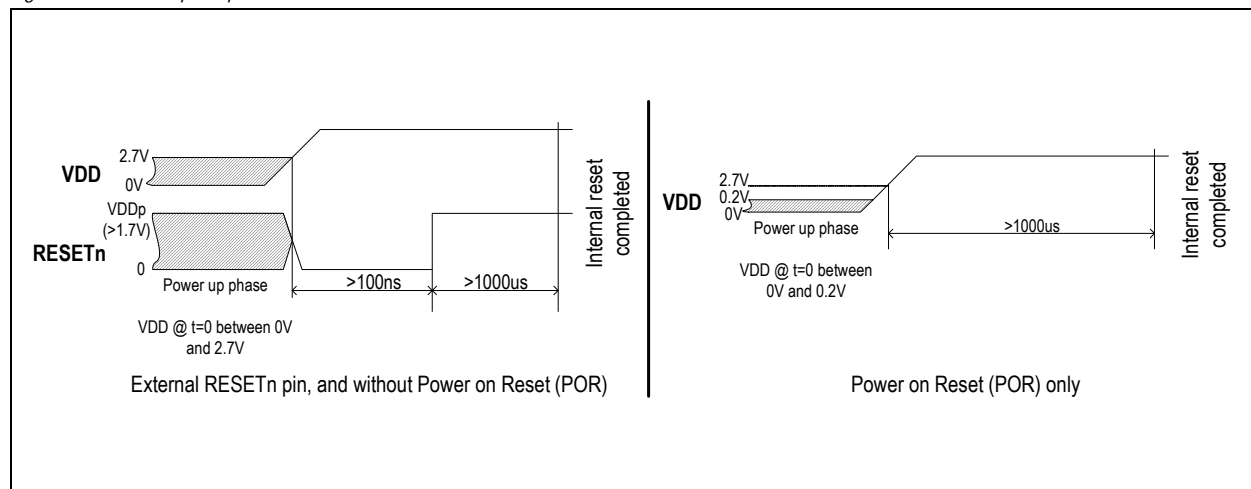 2.7V
VDD
0V
VDDp
(>1.7V)
RESETn
0
Power up phase
>100ns
>1000us
VDD @ t=0 between 0V
and 2.7V
Internal reset
completed
External RESETn pin, and without Power on Reset (POR)
2.7V
0.2V
VDD
0V
Power up phase
>1000us
VDD @ t=0 between
0V and 0.2V
Internal reset
completed
Power on Reset (POR) only